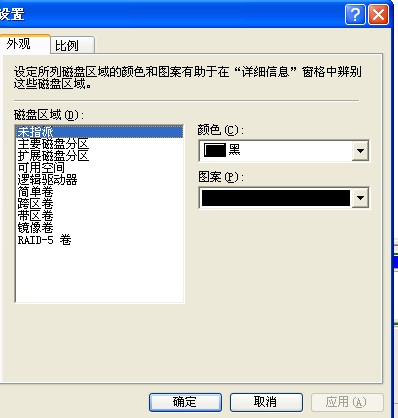 设置
外观
比例
设定所列磁盘区域的颜色和图案有助于在“详细信息”窗格中辨别
这些磁盘区域。
磁盘区域(D):
颜色(C):
未指派
主要磁盘分区
扩展磁盘分区
可用空间
逻辑驱动器
简单卷
跨区卷
带区卷
镜像卷
RAID-5 卷
黑
图案(P):
确定
取消
应用(A)